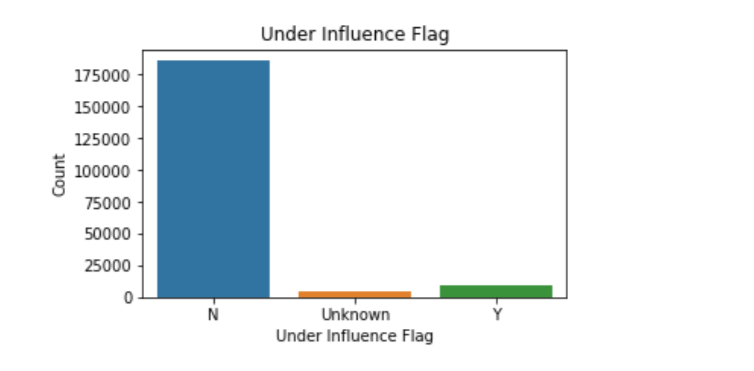 Under Influence Flag
175000
150000
125000
100000
75000
50000
25000
0
Count
N Unknown Y
Under Influence Flag